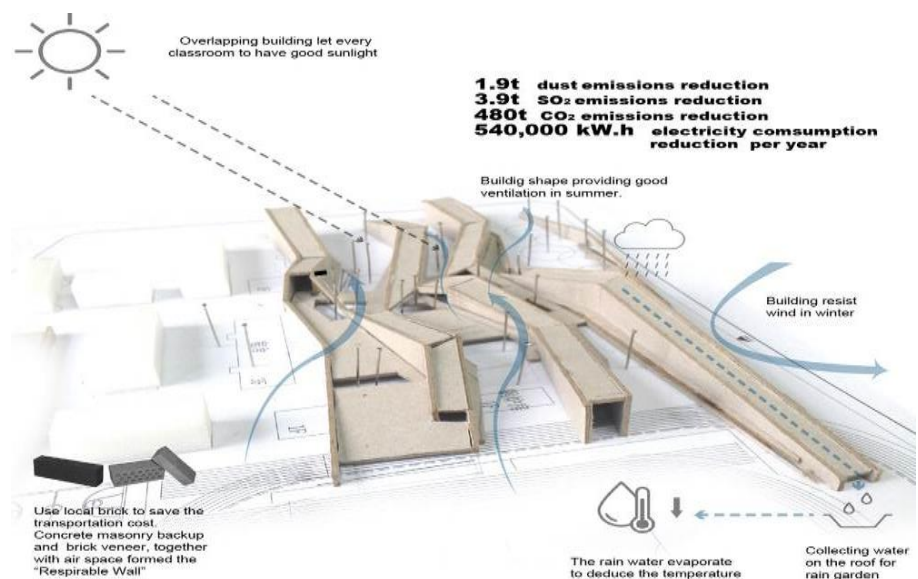 Overlapping building let every
classroom to have good sunlight
1.9t dust emissions reduction
3.9t SO₂ emissions reduction
480t CO₂ emissions reduction
540,000 kW.h electricity comsumption
reduction per year
Buildig shape providing good
ventilation in summer.
Building resist
wind in winter
Use local brick to save the
transportation cost.
Concrete masonry backup
and brick veneer, together
with air space formed the
“Respirable Wall”
The rain water evaporate
to deduce the temperature
Collecting water
on the roof for
rain garden